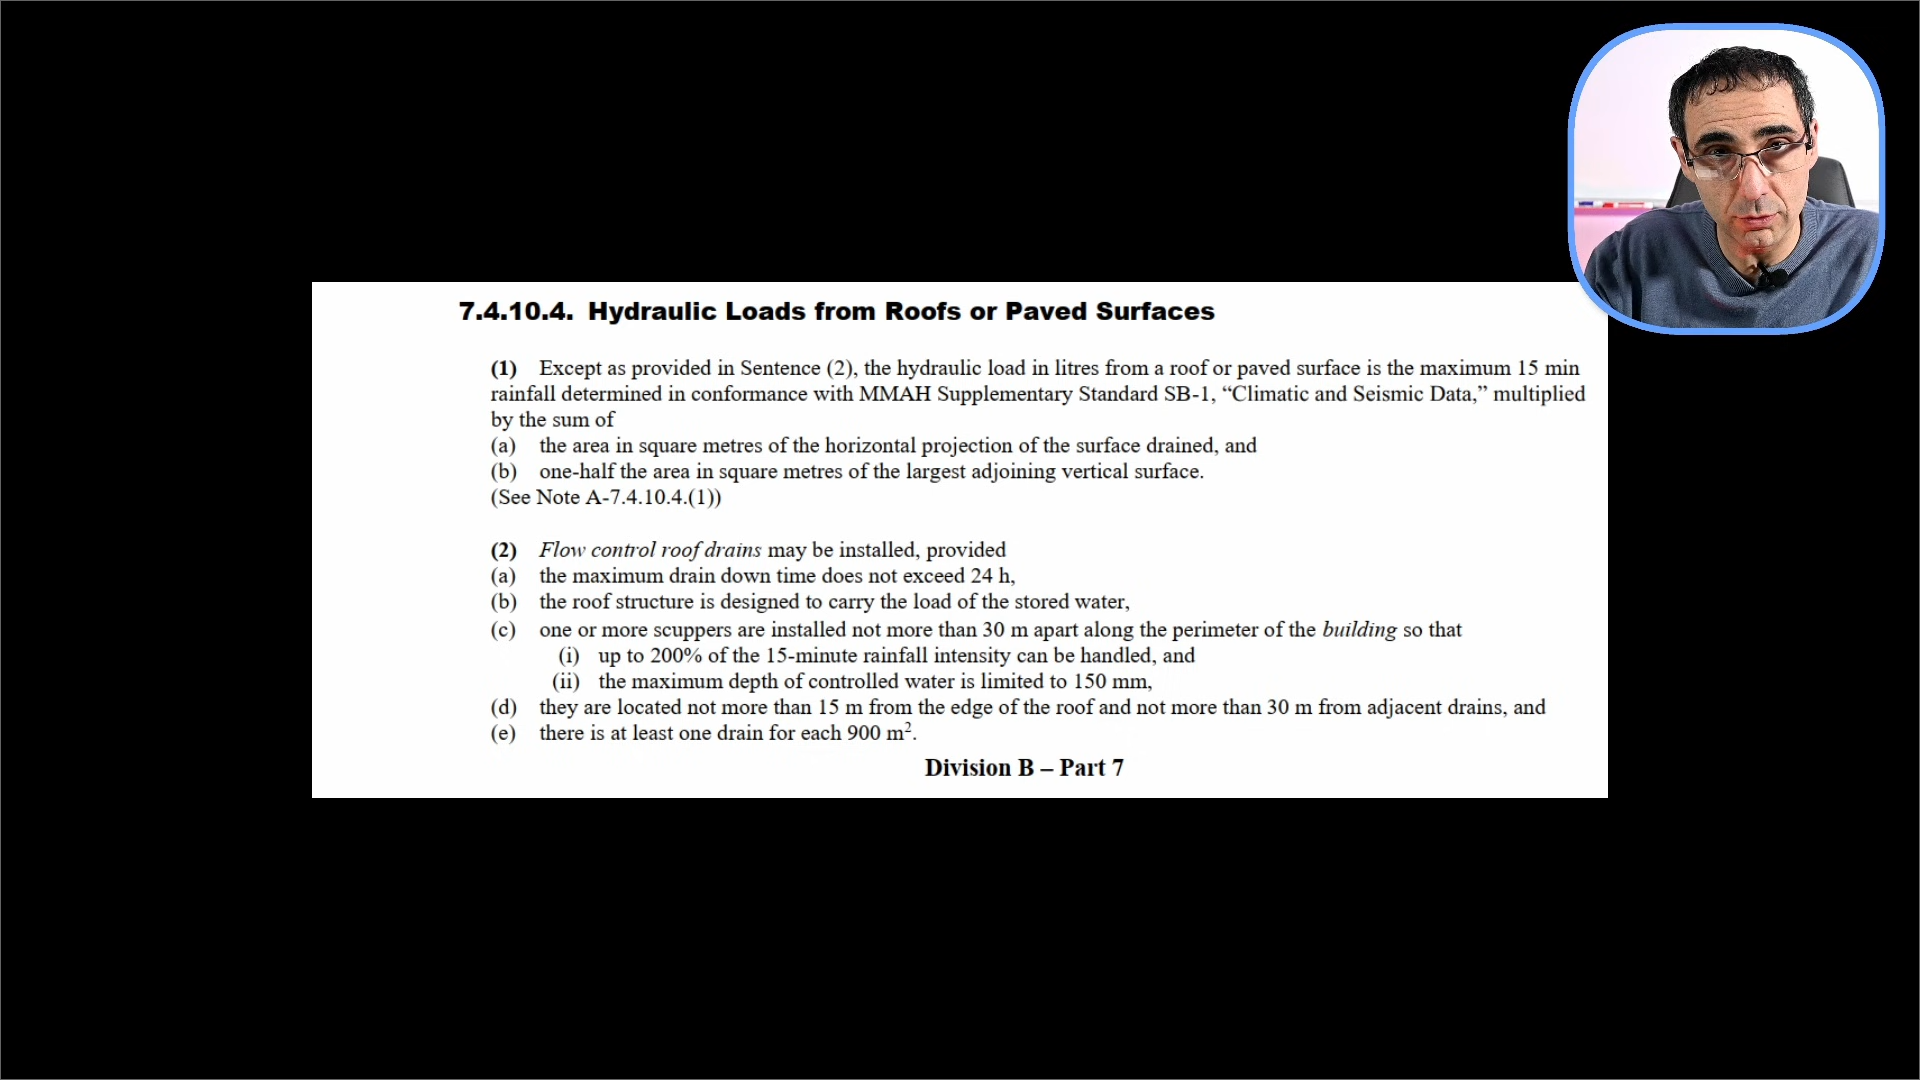 7.4.10.4. Hydraulic Loads from Roofs or Paved Surfaces
(1) Except as provided in Sentence (2), the hydraulic load in litres from a roof or paved surface is the maximum 15 min
rainfall determined in conformance with MMAH Supplementary Standard SB-1, “Climatic and Seismic Data,” multiplied
by the sum of
(a) the area in square metres of the horizontal projection of the surface drained, and
(b) one-half the area in square metres of the largest adjoining vertical surface.
(See Note A-7.4.10.4.(1))
(2) Flow control roof drains may be installed, provided
(a) the maximum drain down time does not exceed 24 h,
(b) the roof structure is designed to carry the load of the stored water,
(c) one or more scuppers are installed not more than 30 m apart along the perimeter of the building so that
(i) up to 200% of the 15-minute rainfall intensity can be handled, and
(ii) the maximum depth of controlled water is limited to 150 mm,
(d) they are located not more than 15 m from the edge of the roof and not more than 30 m from adjacent drains, and
(e) there is at least one drain for each 900 m².
Division B – Part 7